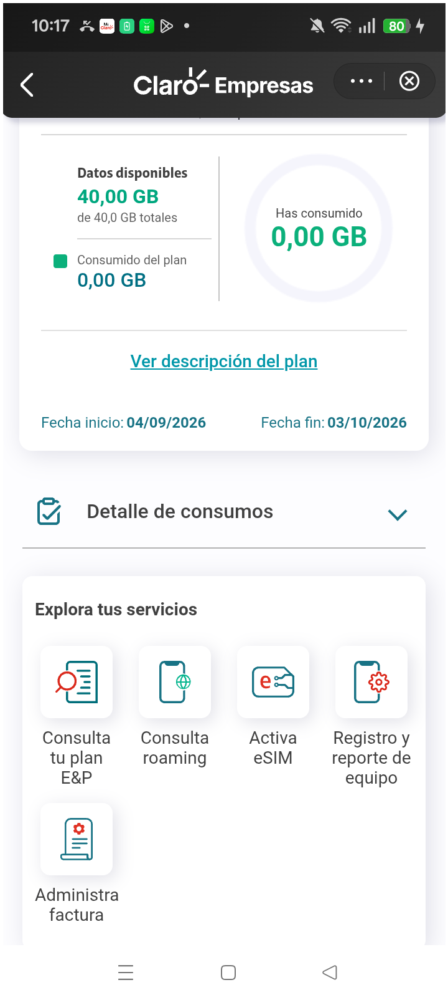 10:17
Mi
Claro
80
Claro Empresas
Datos disponibles
40,00 GB
de 40,0 GB totales
Has consumido
0,00 GB
Consumido del plan
0,00 GB
Ver descripción del plan
Fecha inicio: 04/09/2026
Fecha fin: 03/10/2026
Detalle de consumos
Explora tus servicios
Consulta
tu plan
E&P
Consulta
roaming
e
Activa
eSIM
Registro y
reporte de
equipo
Administra
factura